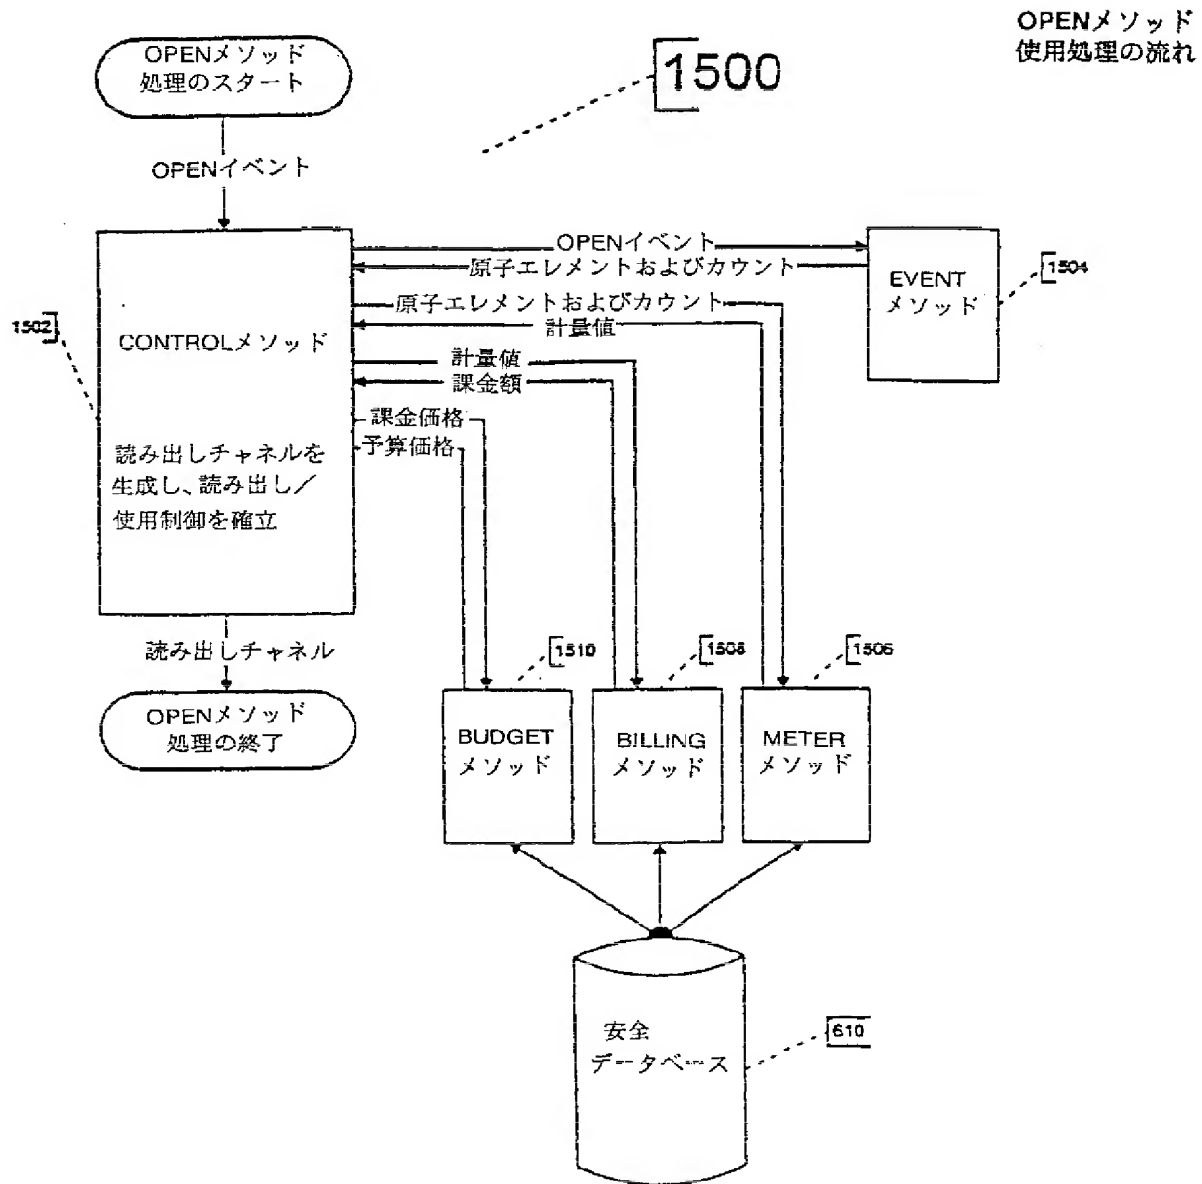 OPENメソッド
使用処理の流れ
OPENメソッド
処理のスタート
1500
OPENイベント
OPENイベント
原子エレメントおよびカウント
EVENT
メソッド
1504
原子エレメントおよびカウント
計量値
1502
CONTROLメソッド
計量値
課金額
課金価格
予算価格
読み出しチャネルを
生成し、読み出し／
使用制御を確立
読み出しチャネル
1510
1508
1506
OPENメソッド
処理の終了
BUDGET
メソッド
BILLING
メソッド
METER
メソッド
安全
データベース
610